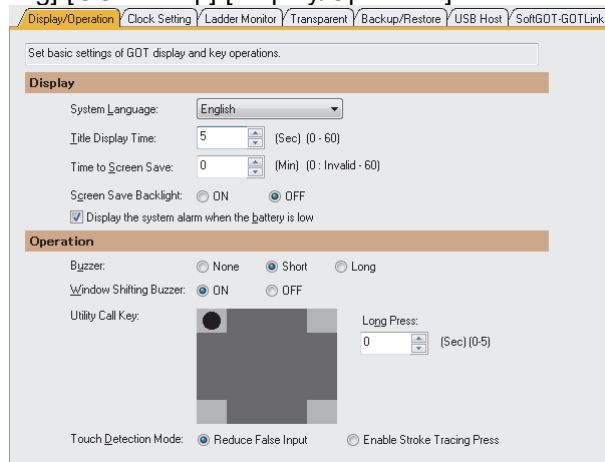 Display/Operation Clock Setting Ladder Monitor Transparent Backup/Restore USB Host SoftGOT-GOTLink
Set basic settings of GOT display and key operations.
Display
System Language: English
Title Display Time: 5 (Sec) (0 - 60)
Time to Screen Save: 0 (Min) (0 : Invalid - 60)
Screen Save Backlight: ON OFF
Display the system alarm when the battery is low
Operation
Buzzer: None Short Long
Window Shifting Buzzer: ON OFF
Utility Call Key: Long Press:
0 (Sec) (0-5)
Touch Detection Mode: Reduce False Input Enable Stroke Tracing Press